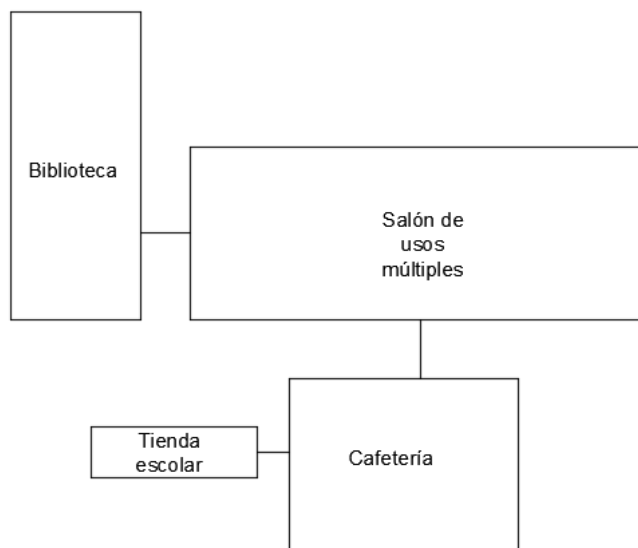 Biblioteca
Salón de
usos
múltiples
Tienda
escolar
Cafetería